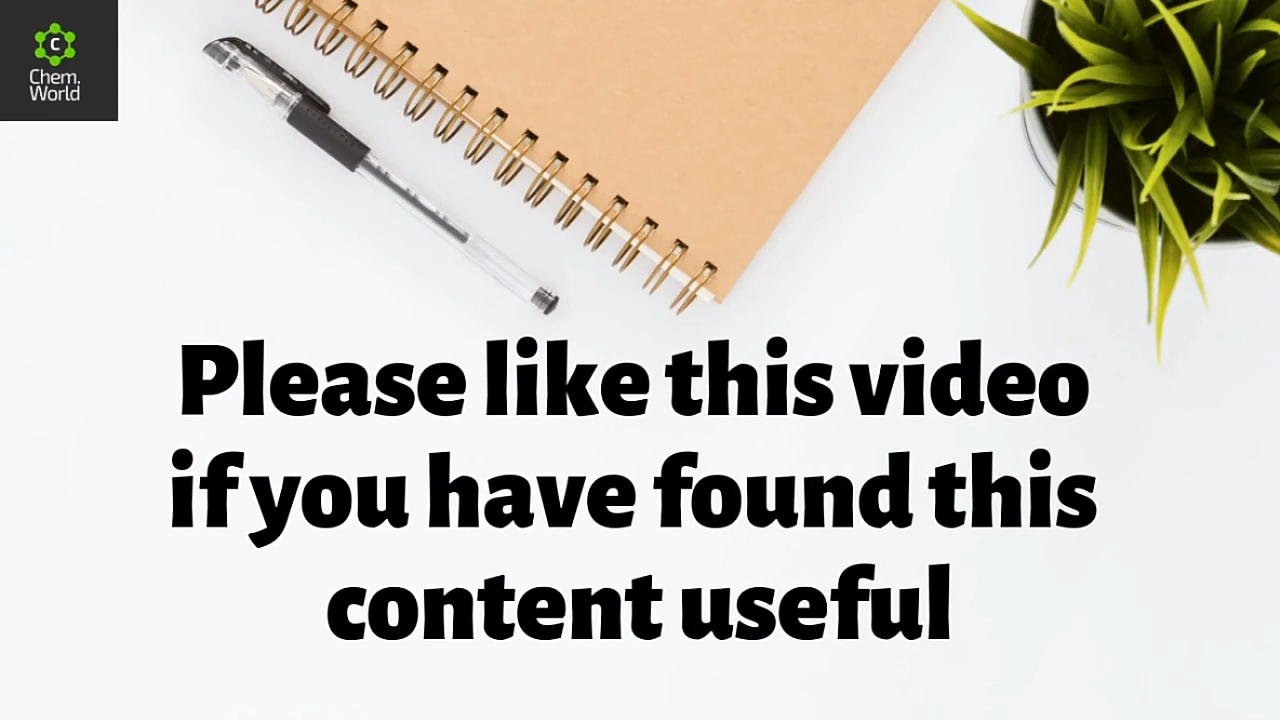 C
Chem.
World
Please like this video
if you have found this
content useful